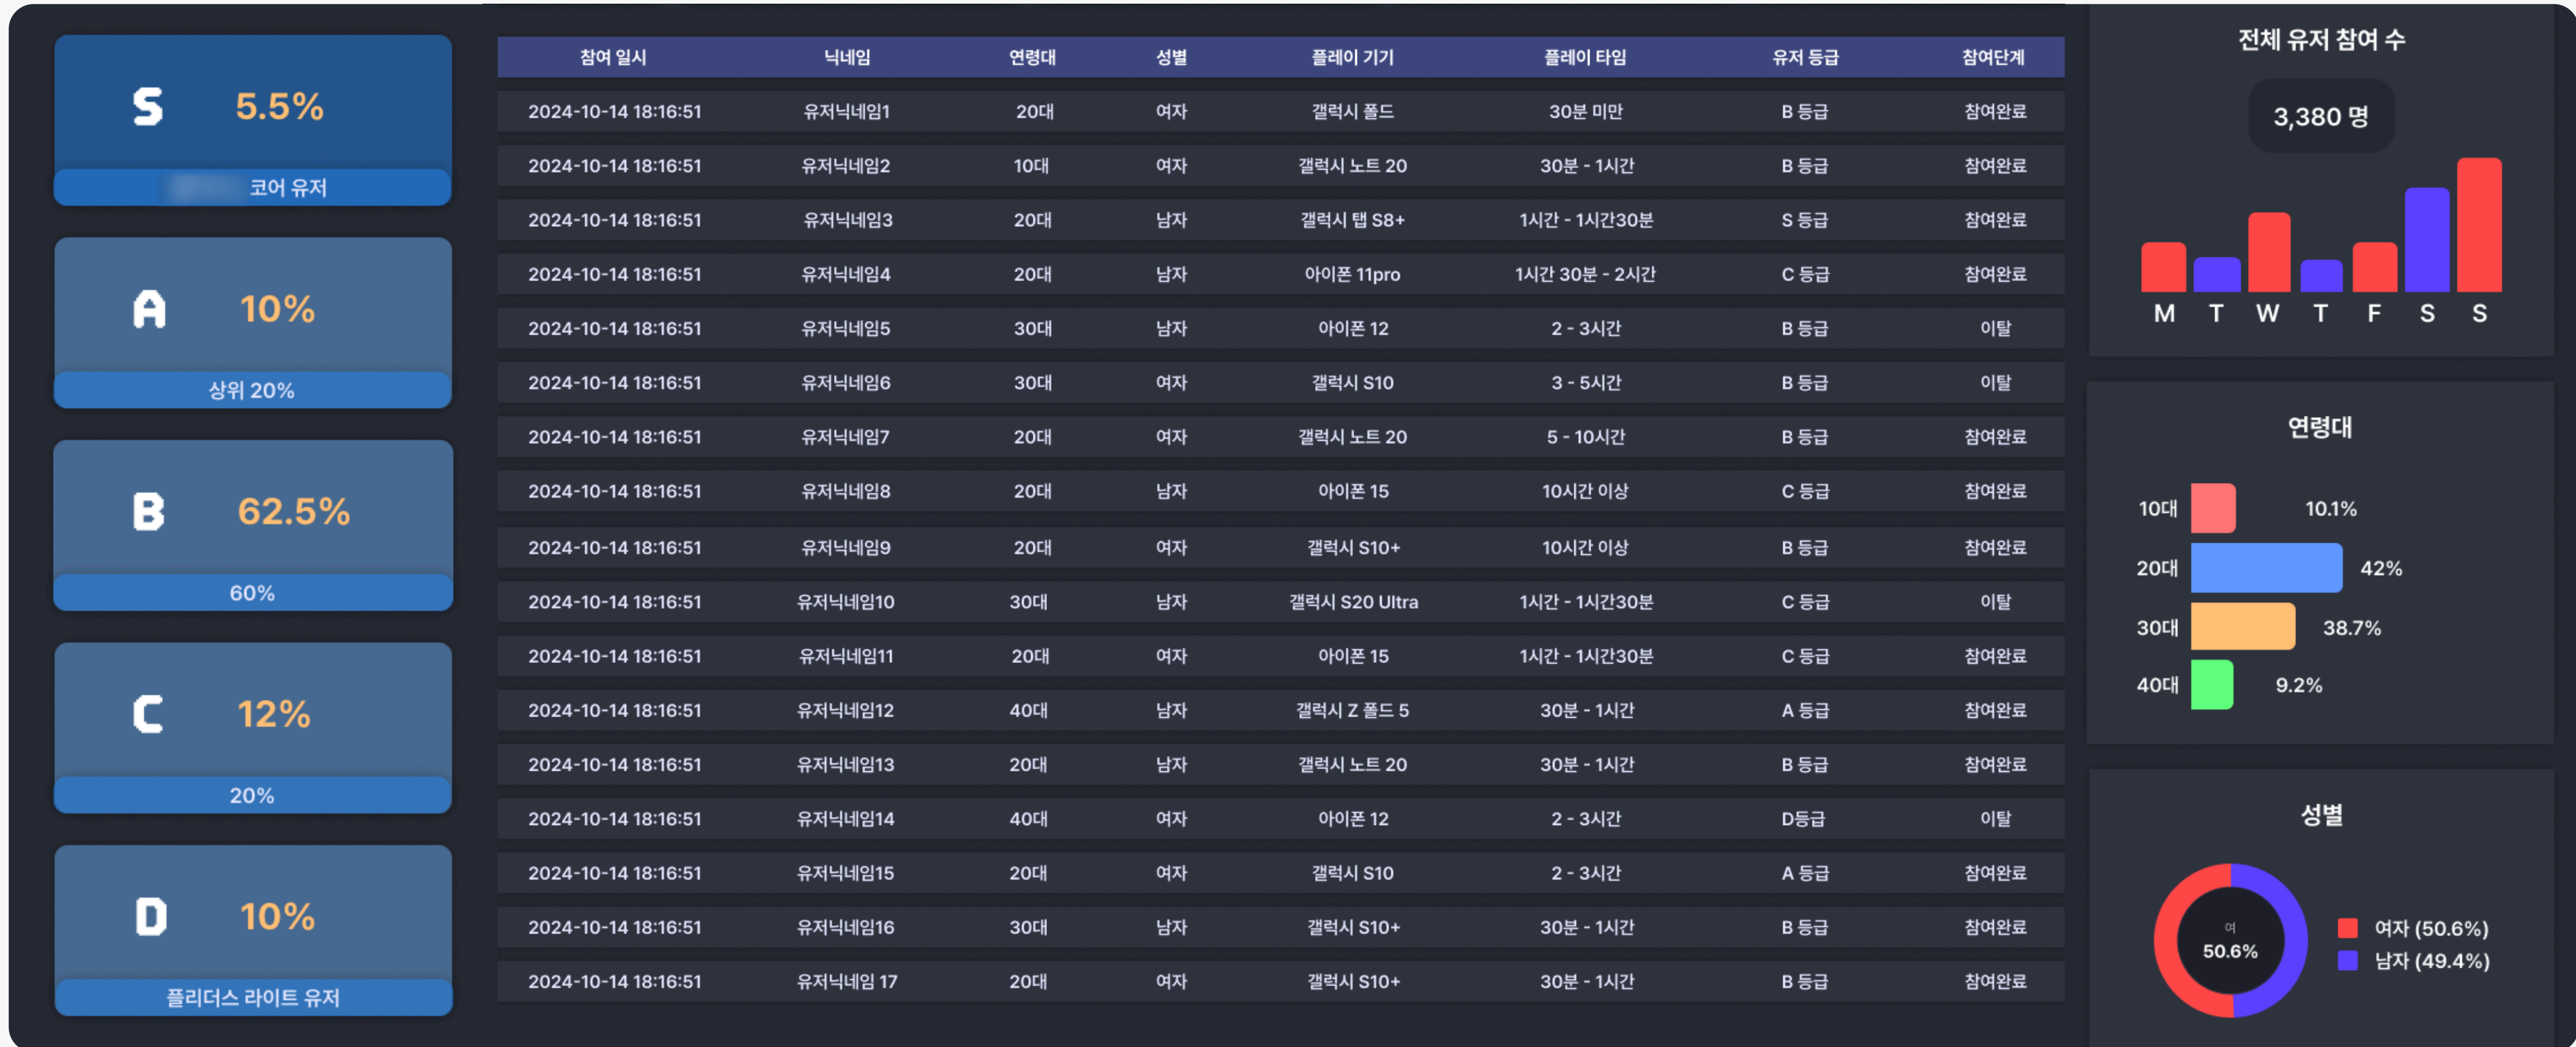 S 5.5%
코어 유저
A 10%
상위 20%
B 62.5%
60%
C 12%
20%
D 10%
플리더스 라이트 유저
참여 일시 닉네임 연령대 성별 플레이 기기 플레이 타임 유저 등급 참여단계
2024-10-14 18:16:51 유저닉네임1 20대 여자 갤럭시 폴드 30분 미만 B 등급 참여완료
2024-10-14 18:16:51 유저닉네임2 10대 여자 갤럭시 노트 20 30분 - 1시간 B 등급 참여완료
2024-10-14 18:16:51 유저닉네임3 20대 남자 갤럭시 탭 S8+ 1시간 - 1시간30분 S 등급 참여완료
2024-10-14 18:16:51 유저닉네임4 20대 남자 아이폰 11pro 1시간 30분 - 2시간 C 등급 참여완료
2024-10-14 18:16:51 유저닉네임5 30대 남자 아이폰 12 2 - 3시간 B 등급 이탈
2024-10-14 18:16:51 유저닉네임6 30대 여자 갤럭시 S10 3 - 5시간 B 등급 이탈
2024-10-14 18:16:51 유저닉네임7 20대 여자 갤럭시 노트 20 5 - 10시간 B 등급 참여완료
2024-10-14 18:16:51 유저닉네임8 20대 남자 아이폰 15 10시간 이상 C 등급 참여완료
2024-10-14 18:16:51 유저닉네임9 20대 여자 갤럭시 S10+ 10시간 이상 B 등급 참여완료
2024-10-14 18:16:51 유저닉네임10 30대 남자 갤럭시 S20 Ultra 1시간 - 1시간30분 C 등급 이탈
2024-10-14 18:16:51 유저닉네임11 20대 여자 아이폰 15 1시간 - 1시간30분 C 등급 참여완료
2024-10-14 18:16:51 유저닉네임12 40대 남자 갤럭시 Z 폴드 5 30분 - 1시간 A 등급 참여완료
2024-10-14 18:16:51 유저닉네임13 20대 남자 갤럭시 노트 20 30분 - 1시간 B 등급 참여완료
2024-10-14 18:16:51 유저닉네임14 40대 여자 아이폰 12 2 - 3시간 D등급 이탈
2024-10-14 18:16:51 유저닉네임15 20대 여자 갤럭시 S10 2 - 3시간 A 등급 참여완료
2024-10-14 18:16:51 유저닉네임16 30대 남자 갤럭시 S10+ 30분 - 1시간 B 등급 참여완료
2024-10-14 18:16:51 유저닉네임 17 20대 여자 갤럭시 S10+ 30분 - 1시간 B 등급 참여완료
전체 유저 참여 수
3,380 명
M T W T F S S
연령대
10대 10.1%
20대 42%
30대 38.7%
40대 9.2%
성별
여
50.6%
여자 (50.6%)
남자 (49.4%)